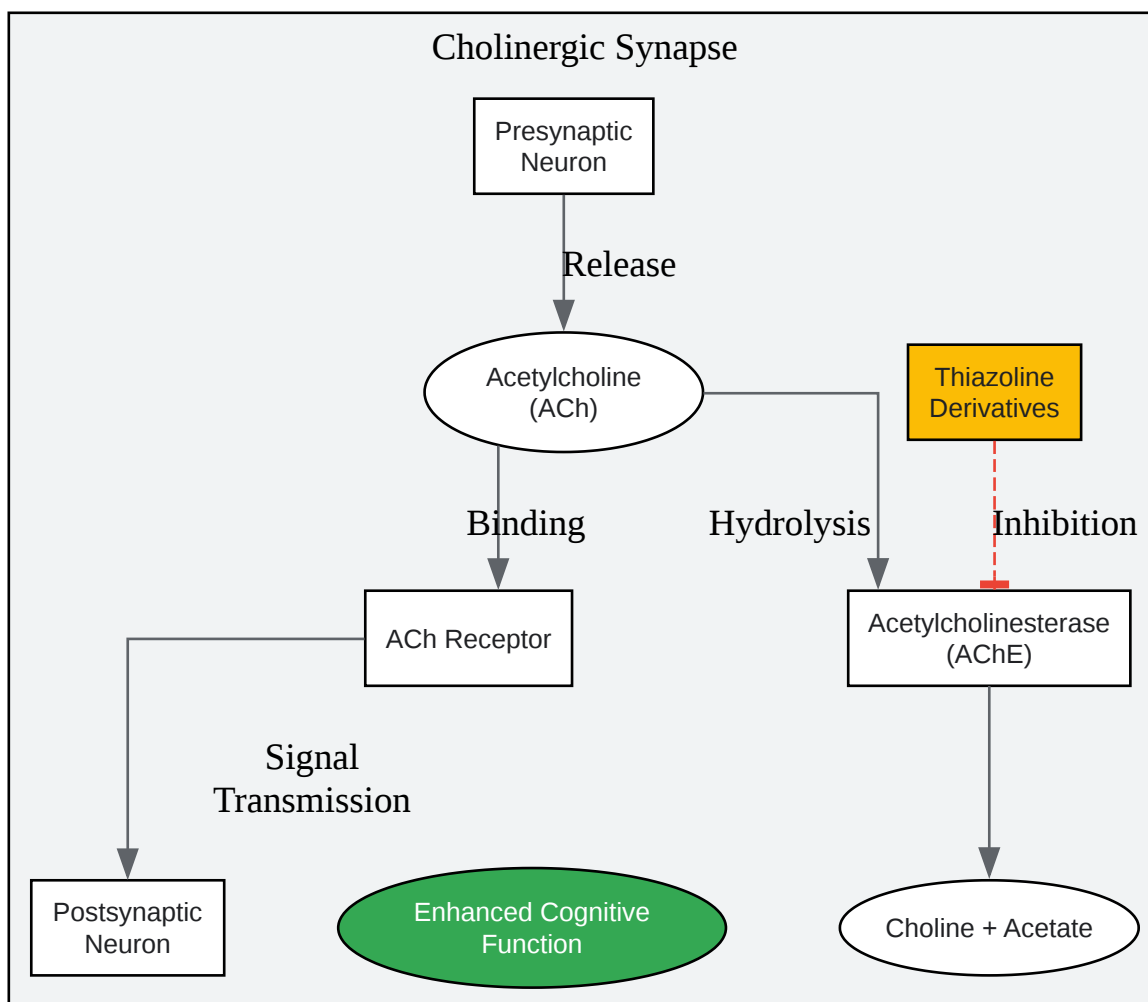 Cholinergic Synapse
Presynaptic
Neuron
Release
Acetylcholine
(ACh)
Thiazoline
Derivatives
Binding
Hydrolysis
Inhibition
ACh Receptor
Acetylcholinesterase
(AChE)
Signal
Transmission
Postsynaptic
Neuron
Enhanced Cognitive
Function
Choline + Acetate